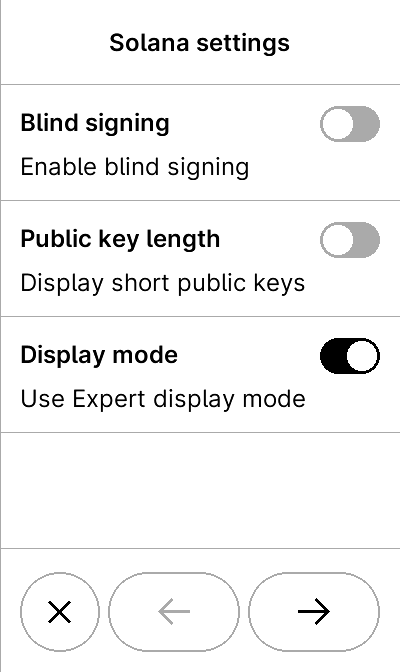 Solana settings
Blind signing
Enable blind signing
Public key length
Display short public keys
Display mode
Use Expert display mode